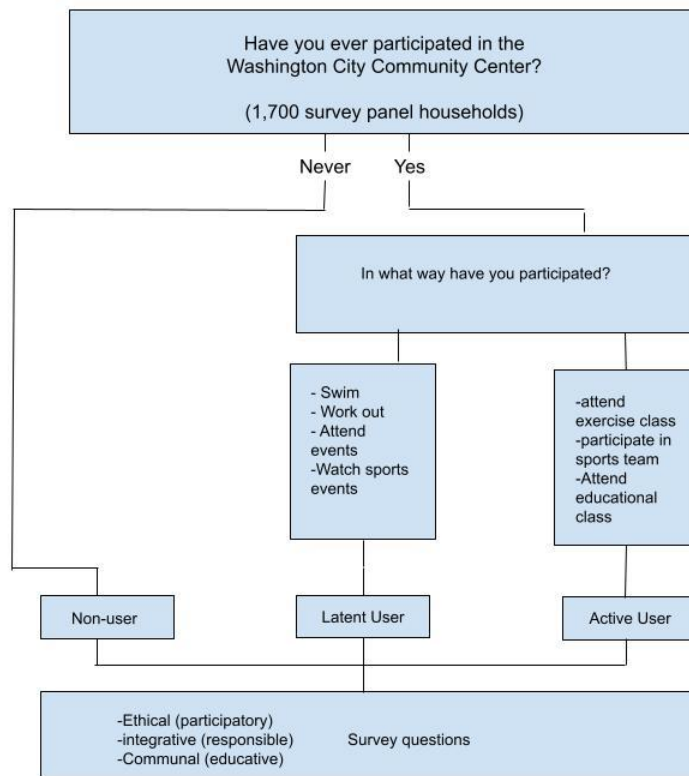 Have you ever participated in the
Washington City Community Center?
(1,700 survey panel households)
Never Yes
In what way have you participated?
- Swim
- Work out
- Attend
events
-Watch sports
events
-attend
exercise class
-participate in
sports team
-Attend
educational
class
Non-user
Latent User
Active User
-Ethical (participatory)
-integrative (responsible) Survey questions
-Communal (educative)